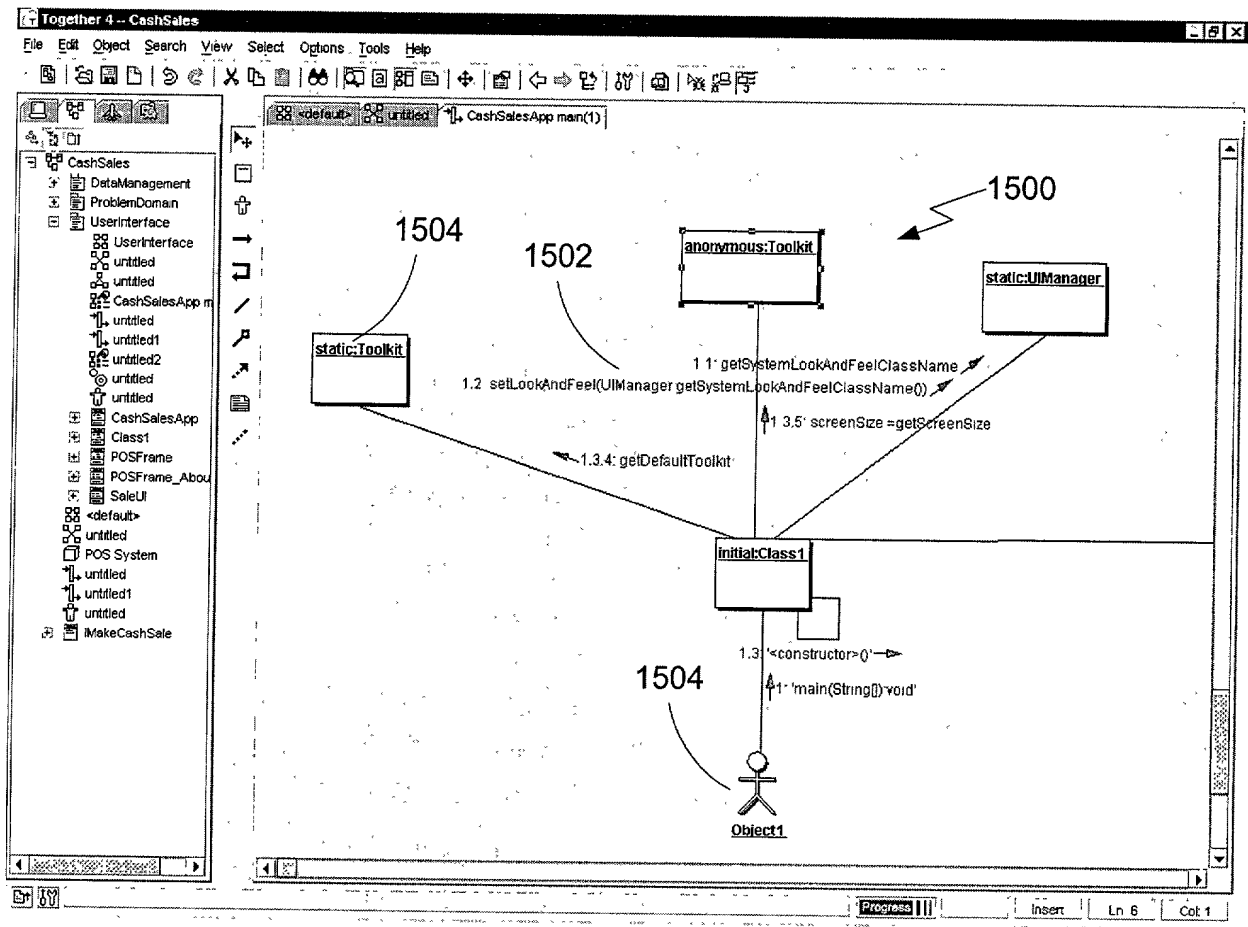 Together 4 -- CashSales
File Edit Object Search View Select Options Tools Help
<default> untitled CashSalesApp main(1)
CashSales
DataManagement
ProblemDomain
UserInterface
UserInterface
untitled
untitled
CashSalesApp m
untitled
untitled1
untitled2
untitled
untitled
CashSalesApp
Class1
POSFrame
POSFrame_Abou
SaleUI
<default>
untitled
POS System
untitled
untitled1
untitled
IMakeCashSale
1500
1504
1502
anonymous:Toolkit
static:UIManager
static:Toolkit
1.1: getSystemLookAndFeelClassName
1.2 setLookAndFeel(UIManager getSystemLookAndFeelClassName())
1 3.5: screenSize =getScreenSize
1.3.4: getDefaultToolkit
initial:Class1
1.3: '<constructor>()'
1: 'main(String[]) void'
1504
Object1
Progress Insert Ln 6 Col: 1